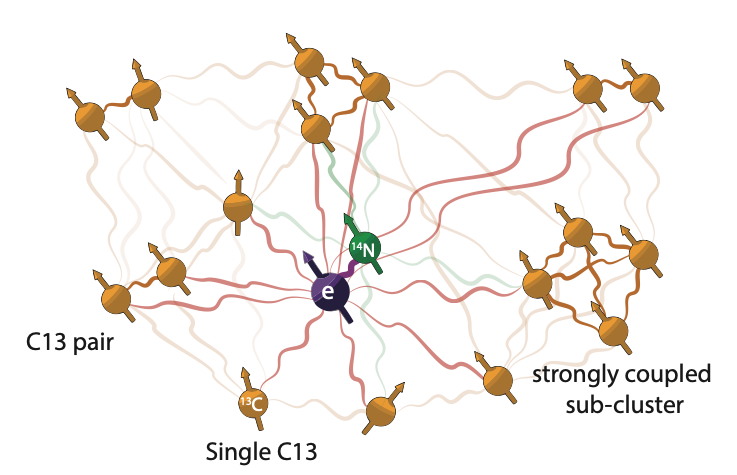 ¹⁴N
e
C13 pair
¹³C
strongly coupled
sub-cluster
Single C13